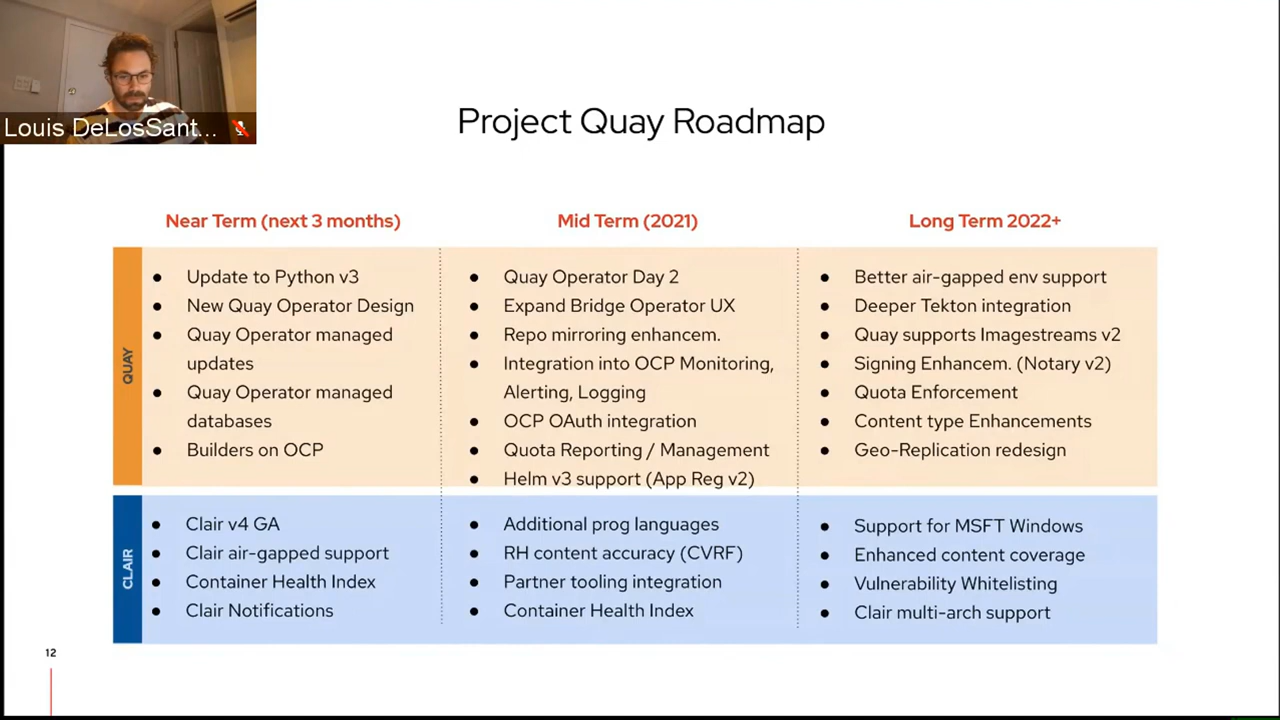 Louis DeLosSant...
Project Quay Roadmap
Near Term (next 3 months)
Mid Term (2021)
Long Term 2022+
QUAY
● Update to Python v3
● New Quay Operator Design
● Quay Operator managed
updates
● Quay Operator managed
databases
● Builders on OCP
● Quay Operator Day 2
● Expand Bridge Operator UX
● Repo mirroring enhancem.
● Integration into OCP Monitoring,
Alerting, Logging
● OCP OAuth integration
● Quota Reporting / Management
● Helm v3 support (App Reg v2)
● Better air-gapped env support
● Deeper Tekton integration
● Quay supports Imagestreams v2
● Signing Enhancem. (Notary v2)
● Quota Enforcement
● Content type Enhancements
● Geo-Replication redesign
CLAIR
● Clair v4 GA
● Clair air-gapped support
● Container Health Index
● Clair Notifications
● Additional prog languages
● RH content accuracy (CVRF)
● Partner tooling integration
● Container Health Index
● Support for MSFT Windows
● Enhanced content coverage
● Vulnerability Whitelisting
● Clair multi-arch support
12